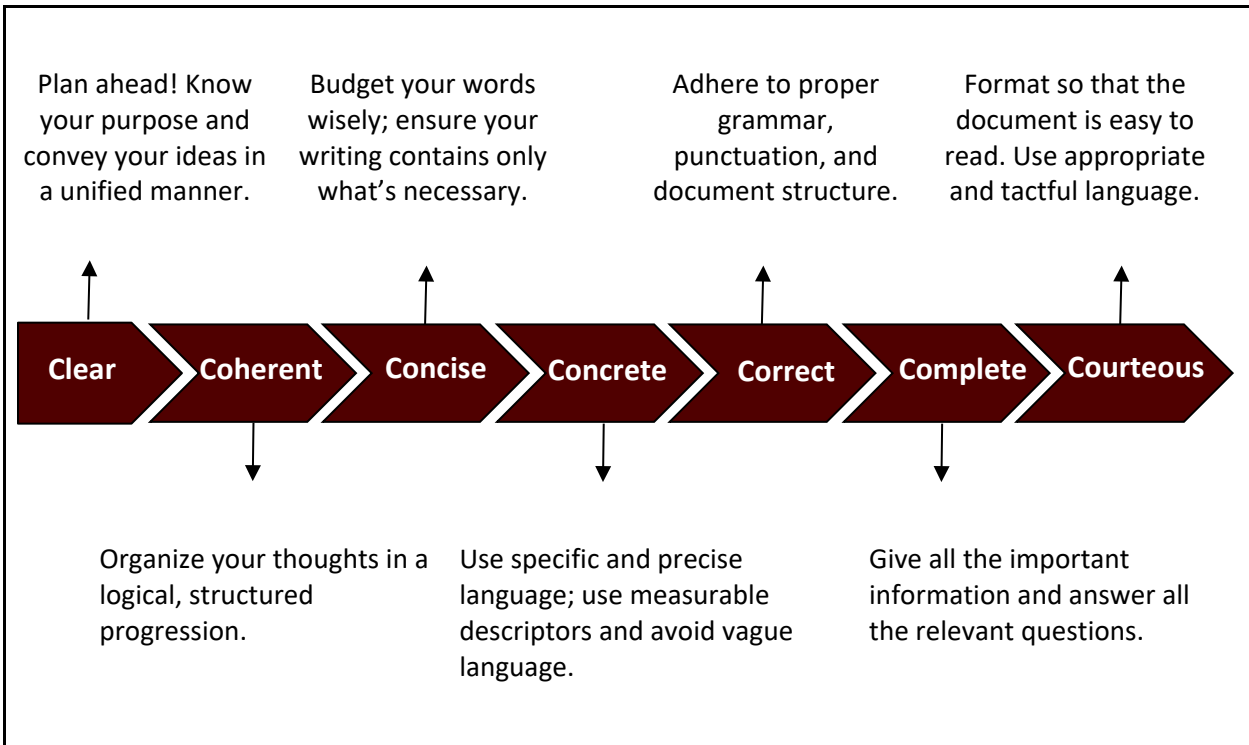 Plan ahead! Know
your purpose and
convey your ideas in
a unified manner.
Budget your words
wisely; ensure your
writing contains only
what’s necessary.
Adhere to proper
grammar,
punctuation, and
document structure.
Format so that the
document is easy to
read. Use appropriate
and tactful language.
Clear
Coherent
Concise
Concrete
Correct
Complete
Courteous
Organize your thoughts in a
logical, structured
progression.
Use specific and precise
language; use measurable
descriptors and avoid vague
language.
Give all the important
information and answer all
the relevant questions.